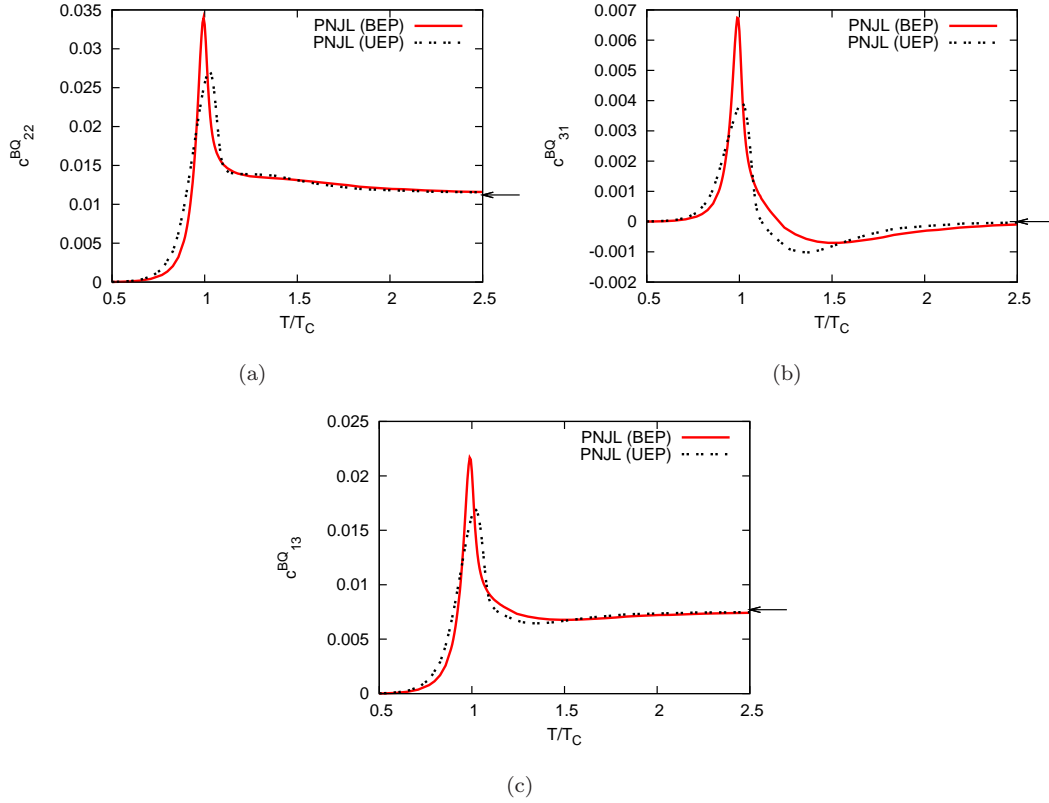 0.035
0.03
0.025
0.02
0.015
0.01
0.005
0
0.5
1
1.5
2
2.5
c^BQ_22
T/T_C
PNJL (BEP)
PNJL (UEP)
(a)
0.007
0.006
0.005
0.004
0.003
0.002
0.001
0
-0.001
-0.002
0.5
1
1.5
2
2.5
c^BQ_31
T/T_C
PNJL (BEP)
PNJL (UEP)
(b)
0.025
0.02
0.015
0.01
0.005
0
0.5
1
1.5
2
2.5
c^BQ_13
T/T_C
PNJL (BEP)
PNJL (UEP)
(c)